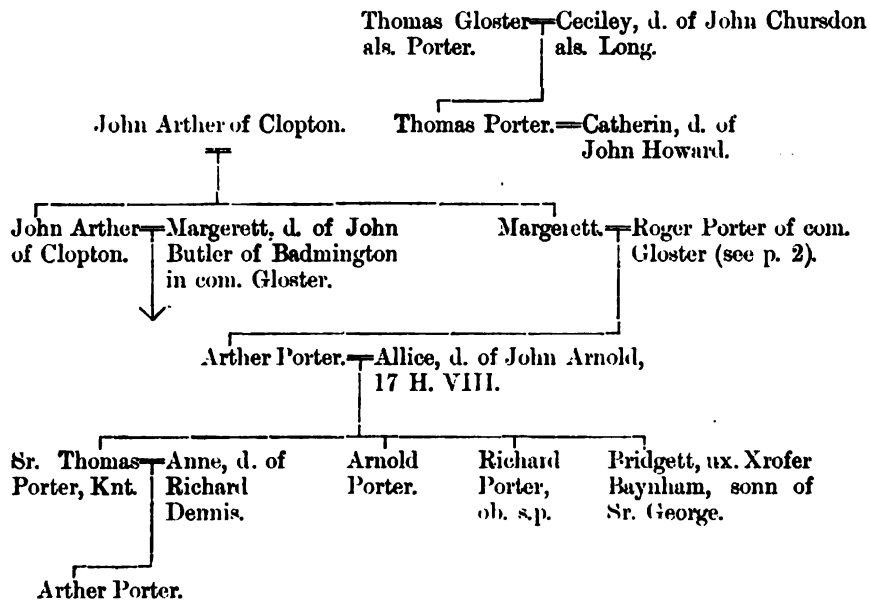 Thomas Gloster
als. Porter.
Ceciley, d. of John Chursdon
als. Long.
John Arther of Clopton.
Thomas Porter.
Catherin, d. of
John Howard.
John Arther
of Clopton.
Margerett, d. of John
Butler of Badmington
in com. Gloster.
Margerett.
Roger Porter of com.
Gloster (see p. 2).
Arther Porter.
Allice, d. of John Arnold,
17 H. VIII.
Sr. Thomas
Porter, Knt.
Anne, d. of
Richard
Dennis.
Arnold
Porter.
Richard
Porter,
ob. s.p.
Bridgett, ux. Xrofer
Baynham, sonn of
Sr. George.
Arther Porter.